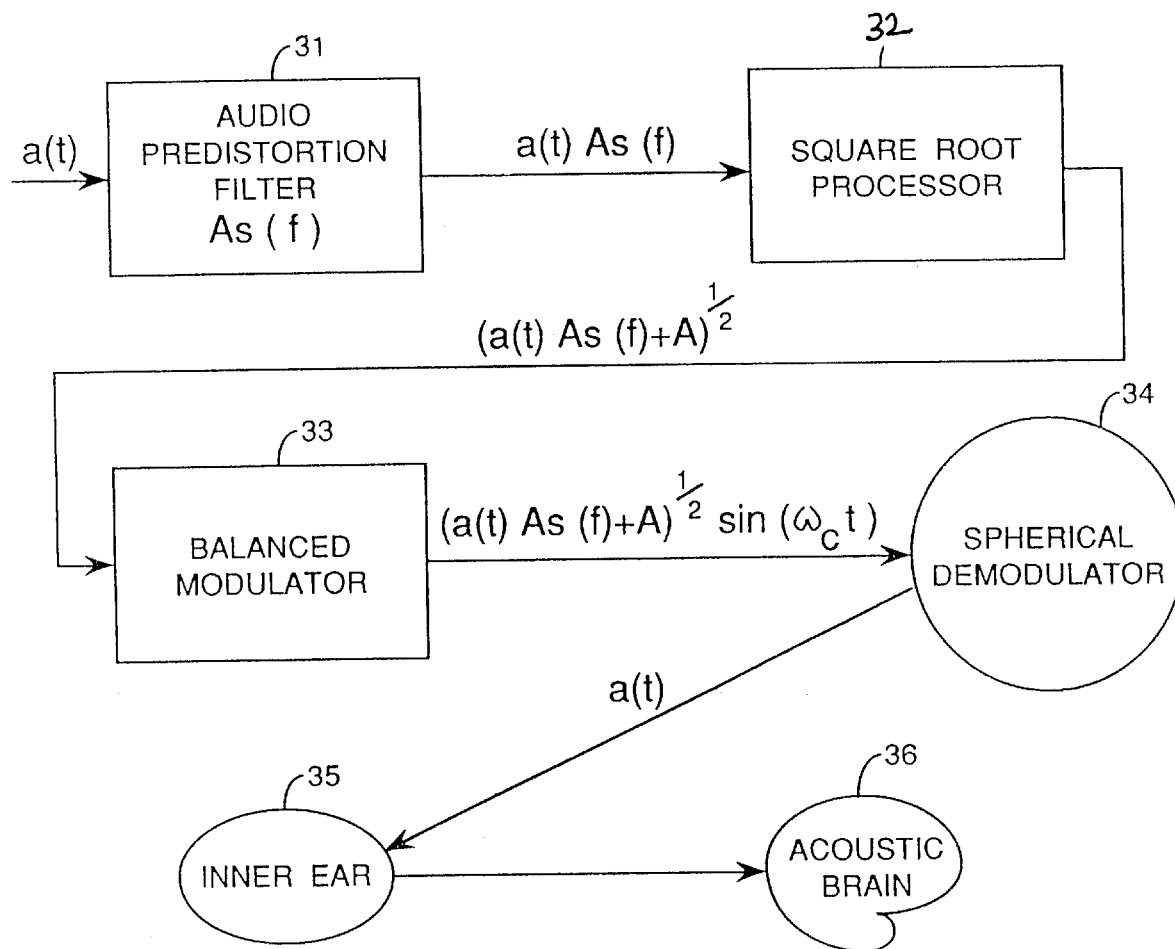 31
AUDIO
PREDISTORTION
FILTER
As ( f )
a(t)
a(t) As (f)
32
SQUARE ROOT
PROCESSOR
(a(t) As (f)+A)^{1/2}
33
BALANCED
MODULATOR
(a(t) As (f)+A)^{1/2} sin (ω_C t)
34
SPHERICAL
DEMODULATOR
a(t)
35
INNER EAR
36
ACOUSTIC
BRAIN